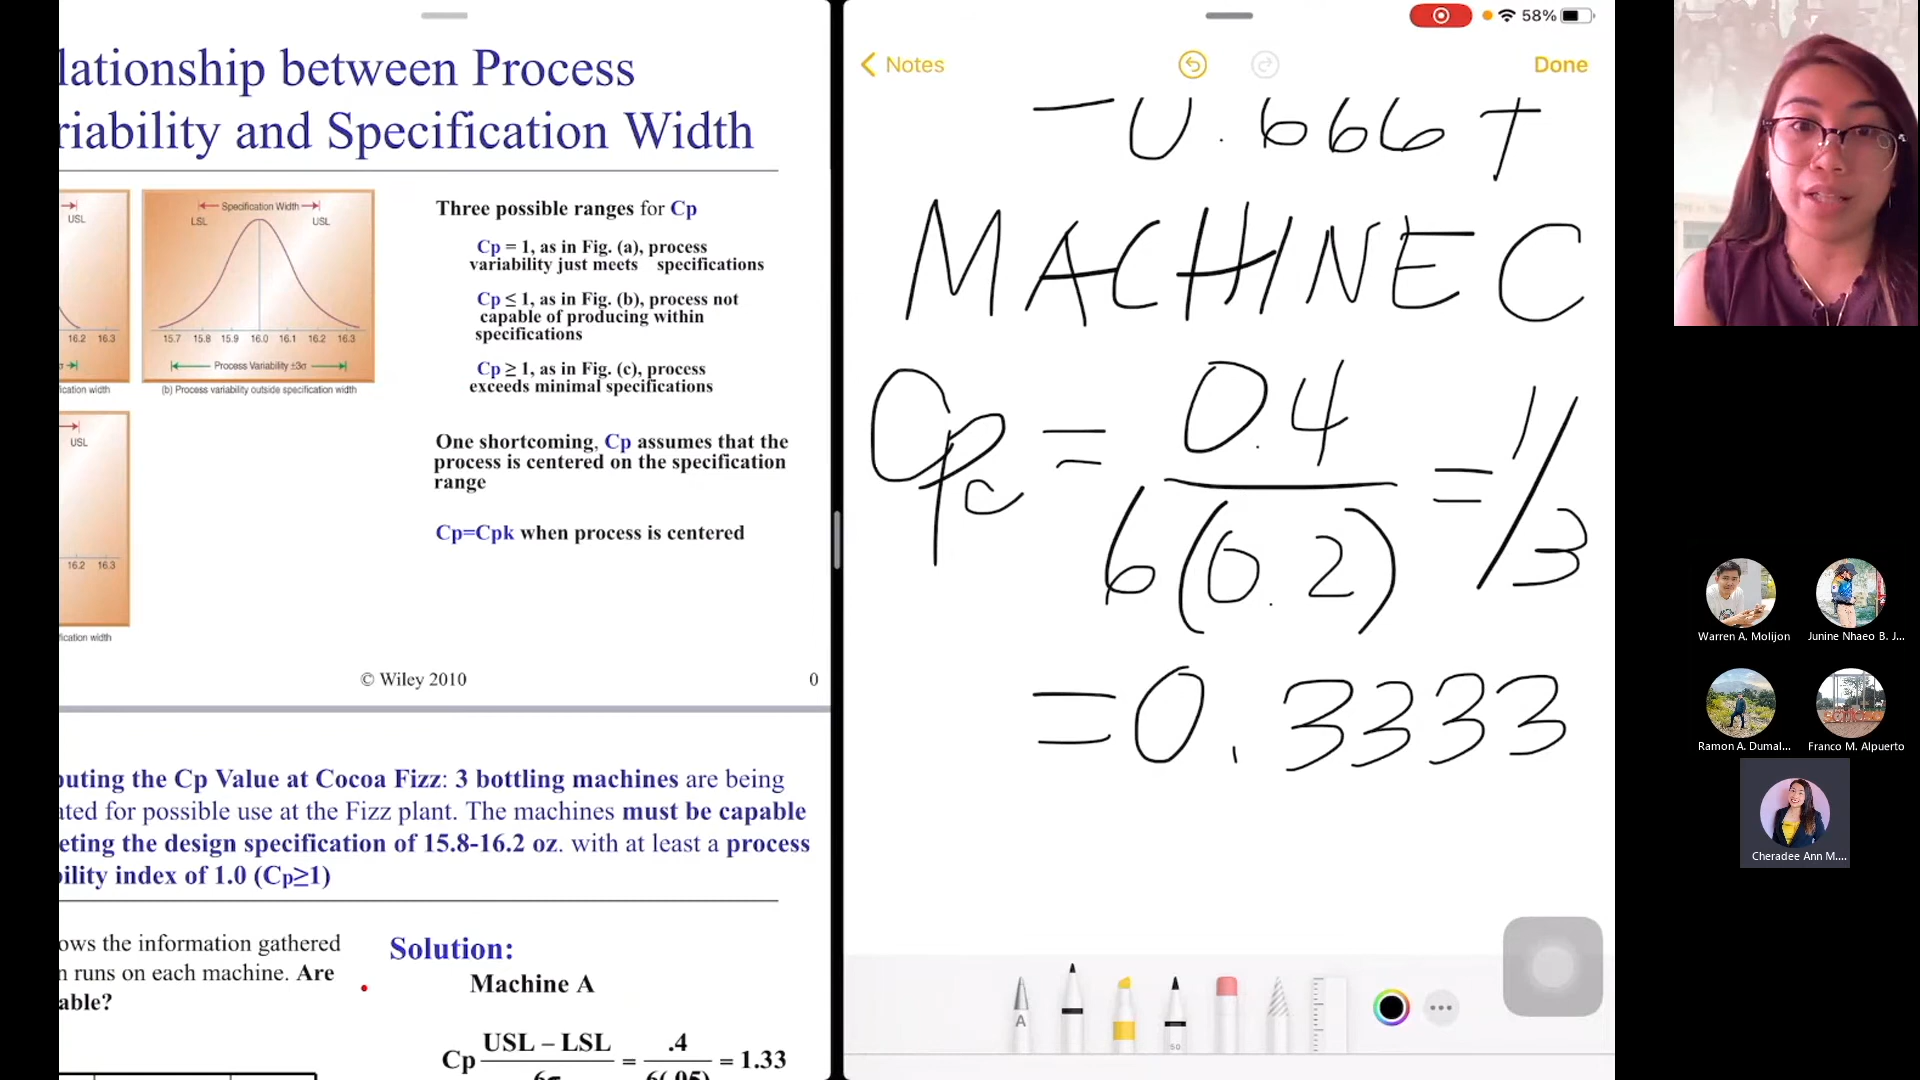 lationship between Process
riability and Specification Width
USL
16.2 16.3
ication width
Specification Width
LSL USL
15.7 15.8 15.9 16.0 16.1 16.2 16.3
Process Variability ±3σ
(b) Process variability outside specification width
USL
16.2 16.3
ification width
Three possible ranges for Cp
Cp = 1, as in Fig. (a), process
variability just meets specifications
Cp ≤ 1, as in Fig. (b), process not
capable of producing within
specifications
Cp ≥ 1, as in Fig. (c), process
exceeds minimal specifications
One shortcoming, Cp assumes that the
process is centered on the specification
range
Cp=Cpk when process is centered
© Wiley 2010 0
puting the Cp Value at Cocoa Fizz: 3 bottling machines are being
ated for possible use at the Fizz plant. The machines must be capable
eting the design specification of 15.8-16.2 oz. with at least a process
bility index of 1.0 (Cp≥1)
ows the information gathered
n runs on each machine. Are
able?
Solution:
Machine A
Cp USL – LSL = .4 = 1.33
6σ 6(.05)
58%
Notes Done
0.6667
MACHINE C
Cpc = 0.4 / 6(0.2) = 1/3
= 0.3333
A
50
Warren A. Molijon Junine Nhaeo B. J...
Ramon A. Dumal... Franco M. Alpuerto
Cheradee Ann M....